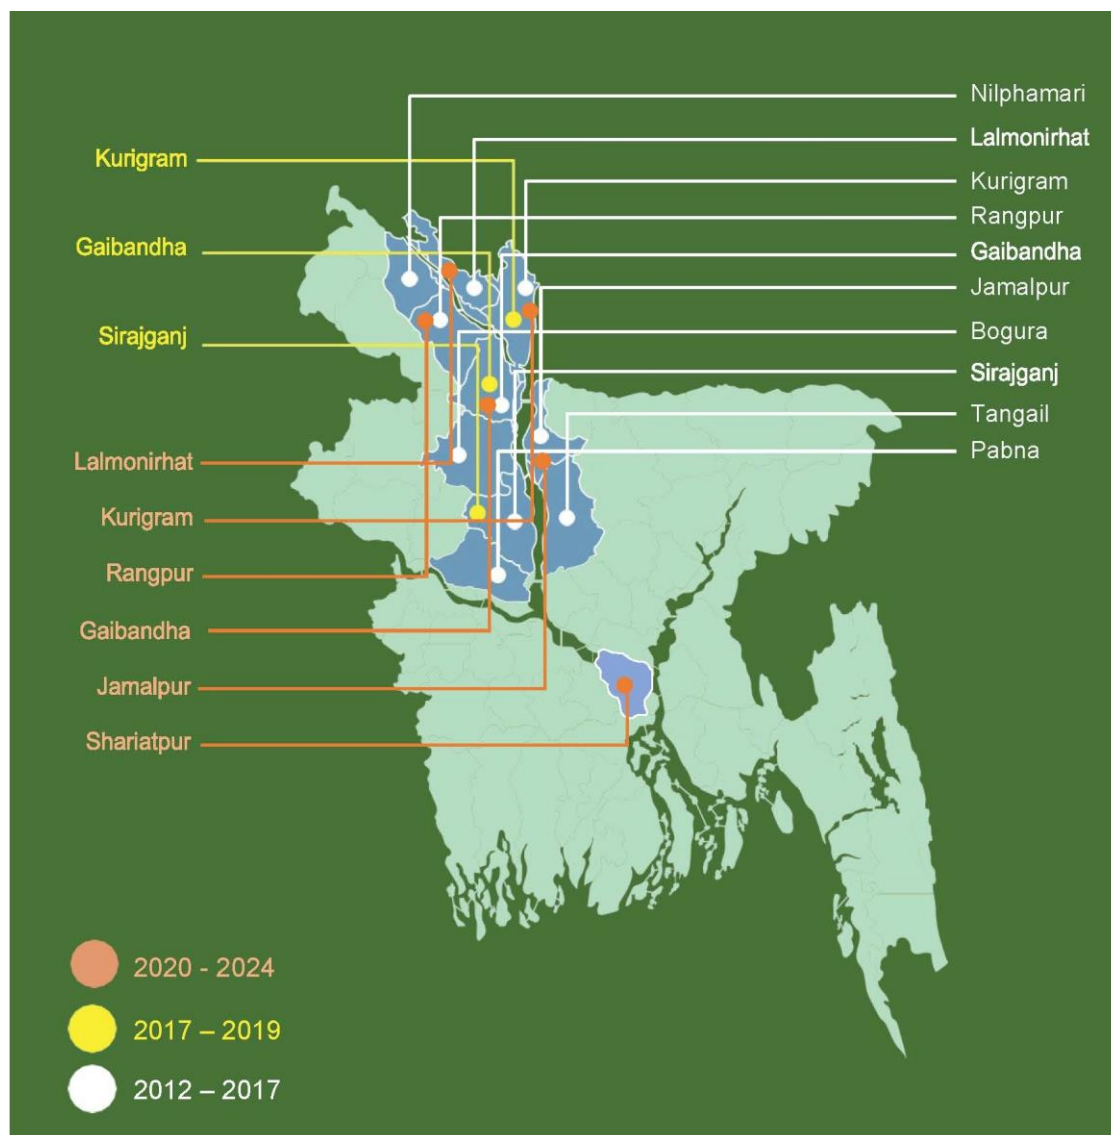 Nilphamari
Lalmonirhat
Kurigram
Rangpur
Gaibandha
Jamalpur
Bogura
Sirajganj
Tangail
Pabna
Kurigram
Gaibandha
Sirajganj
Lalmonirhat
Kurigram
Rangpur
Gaibandha
Jamalpur
Shariatpur
2020 - 2024
2017 – 2019
2012 – 2017